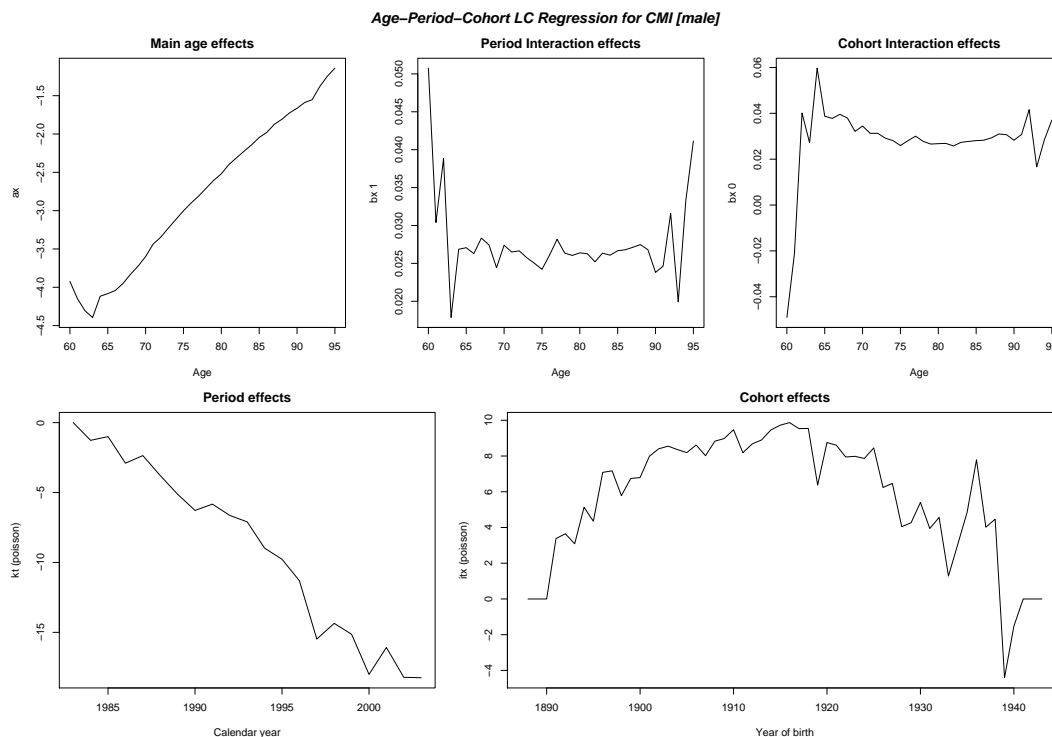 Age–Period–Cohort LC Regression for CMI [male]
Main age effects
ax
−1.5
−2.0
−2.5
−3.0
−3.5
−4.0
−4.5
60 65 70 75 80 85 90 95
Age
Period Interaction effects
bx 1
0.050
0.045
0.040
0.035
0.030
0.025
0.020
60 65 70 75 80 85 90 95
Age
Cohort Interaction effects
bx 0
0.06
0.04
0.02
0.00
−0.02
−0.04
60 65 70 75 80 85 90 95
Age
Period effects
kt (poisson)
0
−5
−10
−15
1985 1990 1995 2000
Calendar year
Cohort effects
itx (poisson)
10
8
6
4
2
0
−2
−4
1890 1900 1910 1920 1930 1940
Year of birth